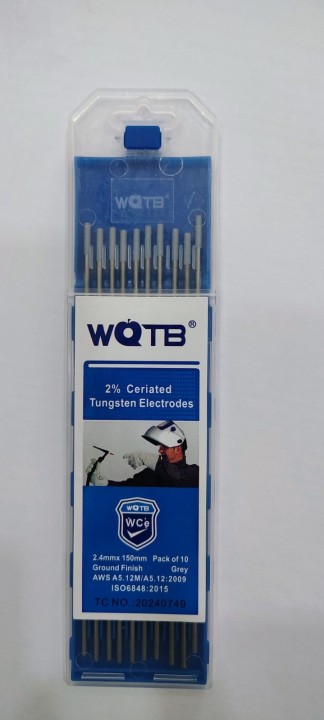 WQTB
WQTB®
2% Ceriated
Tungsten Electrodes
WQTB
WCe
2.4mmx 150mm Pack of 10
Ground Finish Grey
AWS A5.12M/A5.12:2009
ISO6848:2015
TC NO :20240749